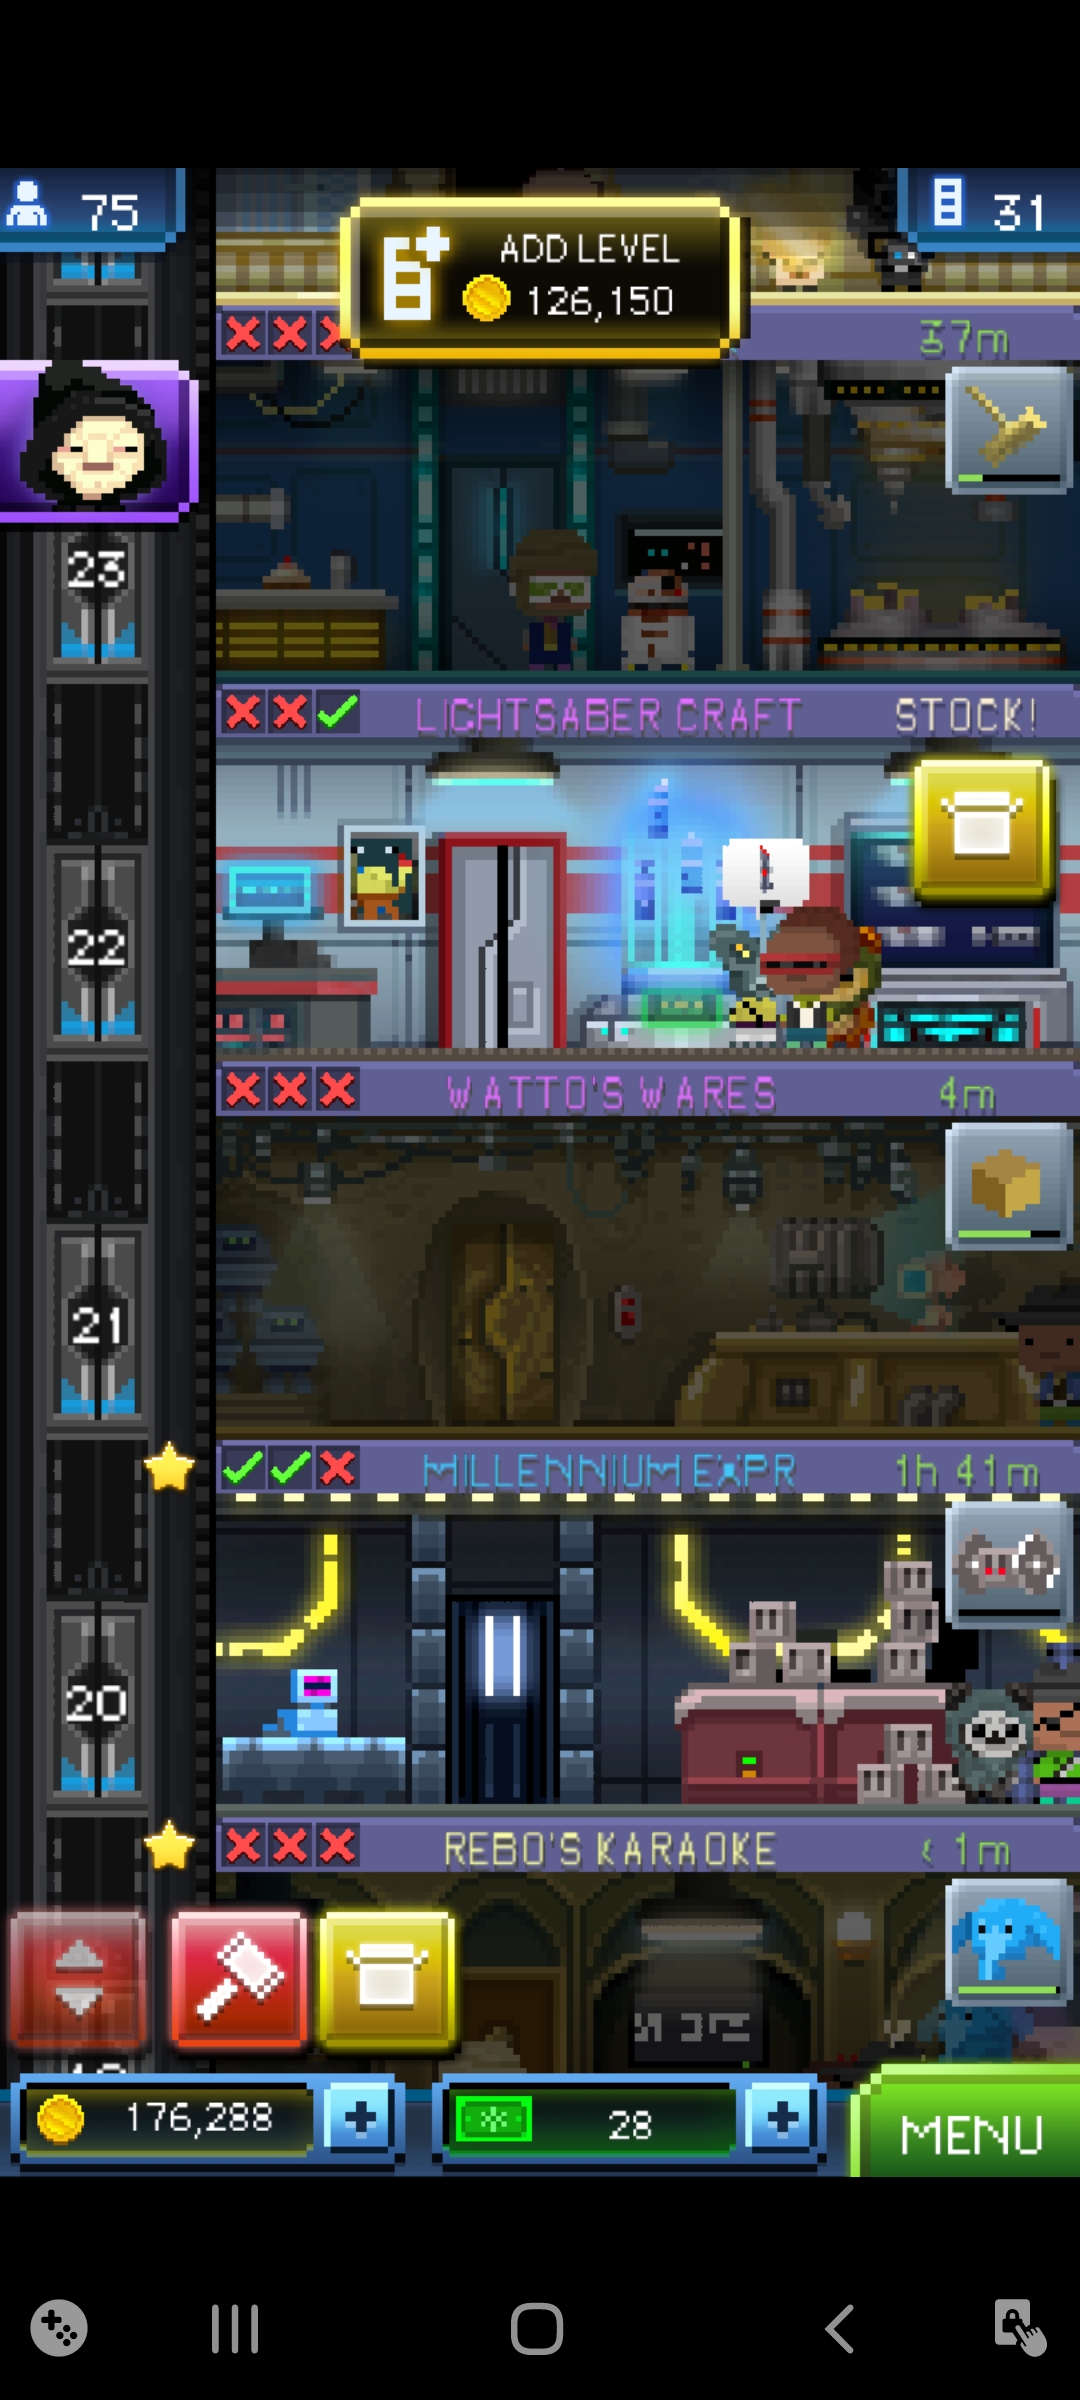 75
ADD LEVEL
126,150
31
37m
23
LIGHTSABER CRAFT
STOCK!
22
WATTO'S WARES
4m
21
MILLENNIUM EXPR
1h 41m
20
REBO'S KARAOKE
< 1m
176,288
28
MENU